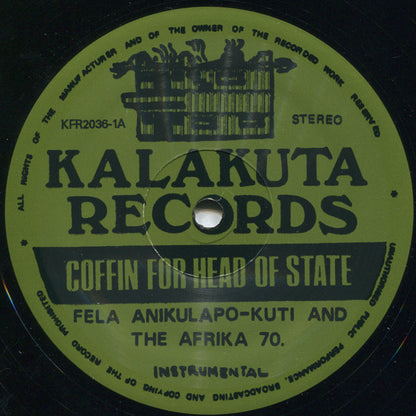 ALL RIGHTS OF THE MANUFACTURER AND OF THE OWNER OF THE RECORDED WORK RESERVED
KFR2036-1A
STEREO
KALAKUTA
RECORDS
COFFIN FOR HEAD OF STATE
FELA ANIKULAPO-KUTI AND
THE AFRIKA 70.
INSTRUMENTAL
UNAUTHORISED PUBLIC PERFORMANCE, BROADCASTING AND COPYING OF THE RECORD PROHIBITED